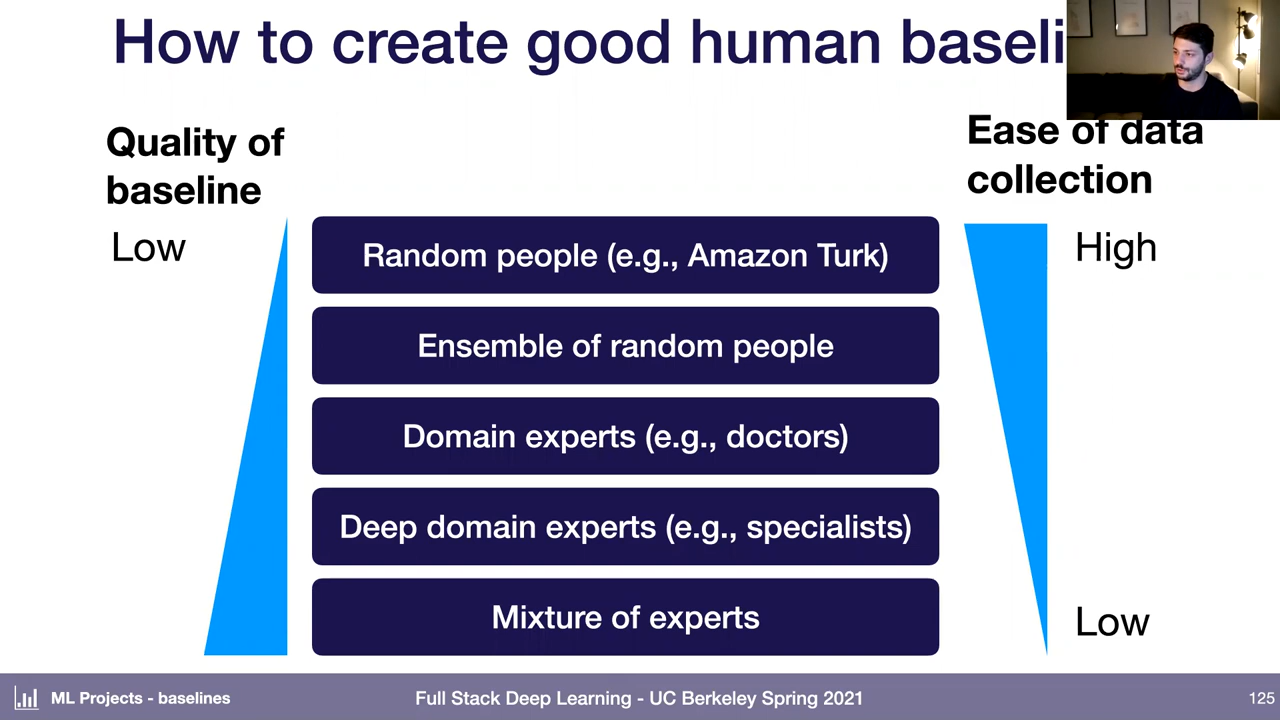 How to create good human baseli
Quality of
baseline
Ease of data
collection
Low
High
Random people (e.g., Amazon Turk)
Ensemble of random people
Domain experts (e.g., doctors)
Deep domain experts (e.g., specialists)
Mixture of experts
Low
ML Projects - baselines
Full Stack Deep Learning - UC Berkeley Spring 2021
125